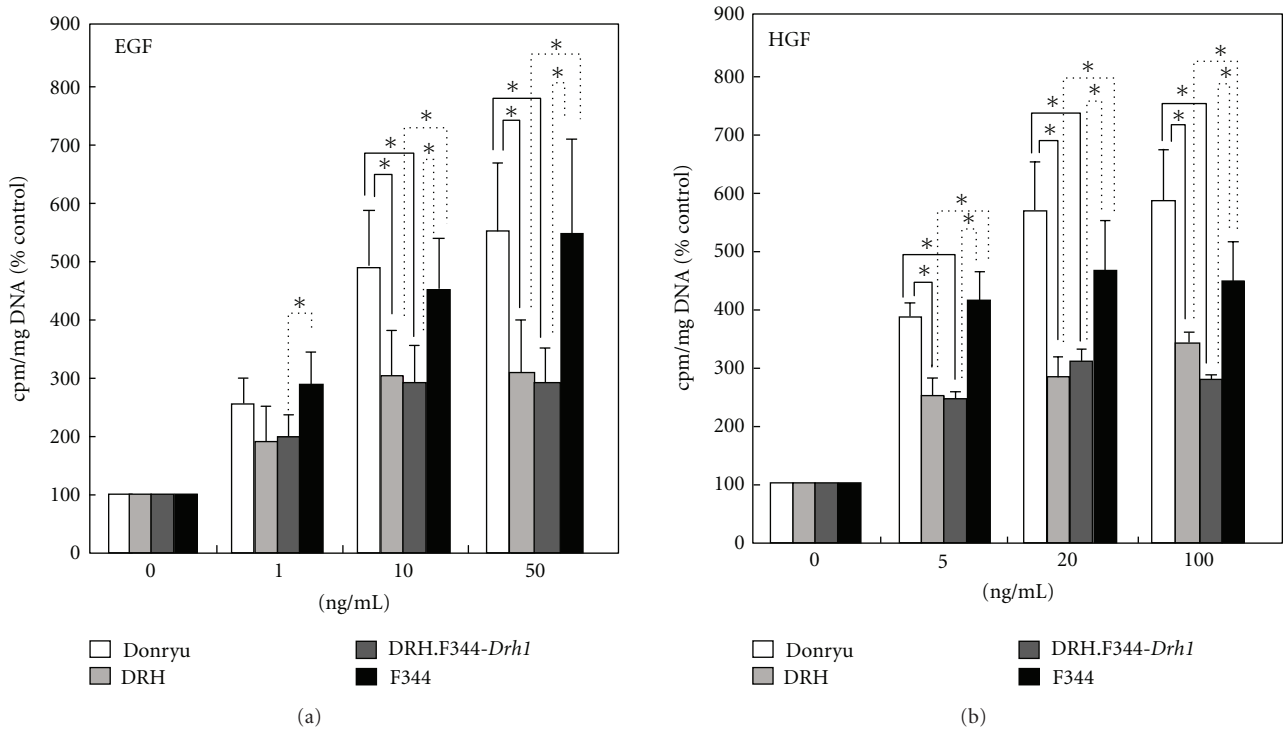 EGF
cpm/mg DNA (% control)
900
800
700
600
500
400
300
200
100
0
* * * *
* * * *
*
0 1 10 50
(ng/mL)
Donryu
DRH
DRH.F344-Drh1
F344
(a)
HGF
cpm/mg DNA (% control)
900
800
700
600
500
400
300
200
100
0
* * * *
* * * *
* * * *
0 5 20 100
(ng/mL)
Donryu
DRH
DRH.F344-Drh1
F344
(b)